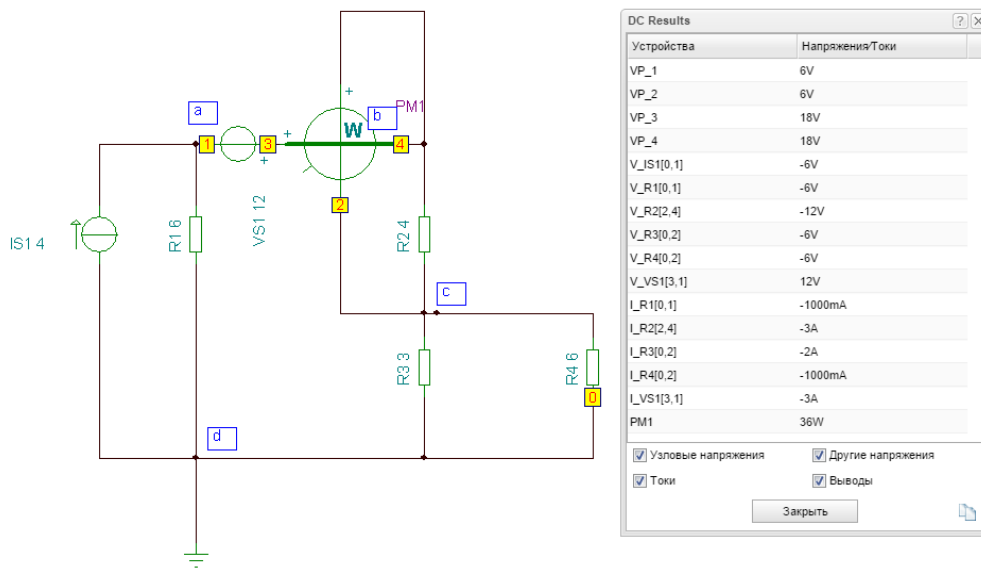 a
b
PM1
+
W
1
3
+
4
+
2
IS1 4
R1 6
VS1 12
R2 4
c
R3 3
R4 6
0
d
DC Results
Устройства Напряжения/Токи
VP_1 6V
VP_2 6V
VP_3 18V
VP_4 18V
V_IS1[0,1] -6V
V_R1[0,1] -6V
V_R2[2,4] -12V
V_R3[0,2] -6V
V_R4[0,2] -6V
V_VS1[3,1] 12V
I_R1[0,1] -1000mA
I_R2[2,4] -3A
I_R3[0,2] -2A
I_R4[0,2] -1000mA
I_VS1[3,1] -3A
PM1 36W
Узловые напряжения Другие напряжения
Токи Выводы
Закрыть